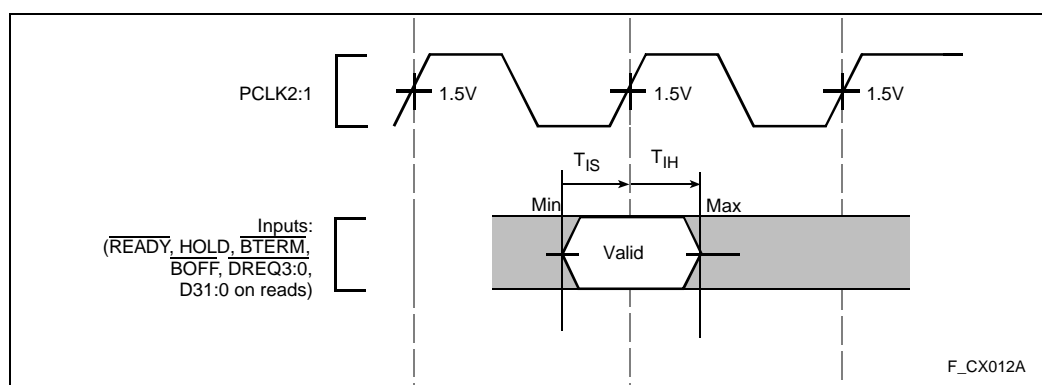 PCLK2:1
1.5V
1.5V
1.5V
TIS
TIH
Min
Max
Inputs:
(READY, HOLD, BTERM,
BOFF, DREQ3:0,
D31:0 on reads)
Valid
F_CX012A